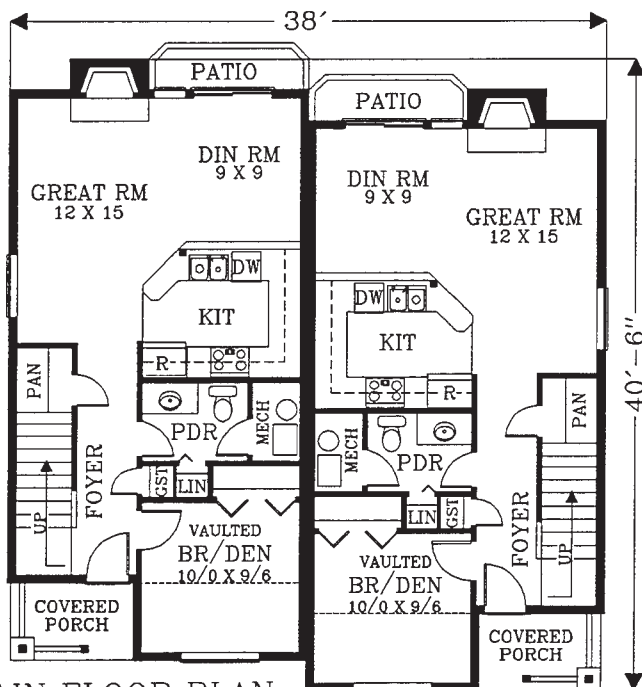 38'
PATIO
PATIO
DIN RM
9 X 9
GREAT RM
12 X 15
DIN RM
9 X 9
GREAT RM
12 X 15
DW
KIT
DW
KIT
R
R
40'-6"
PAN
PAN
PDR
MECH
MECH
PDR
FOYER
GST
LIN
LIN
GST
FOYER
UP
UP
VAULTED
BR/DEN
10/0 X 9/6
VAULTED
BR/DEN
10/0 X 9/6
COVERED
PORCH
COVERED
PORCH
FLOOR PLAN